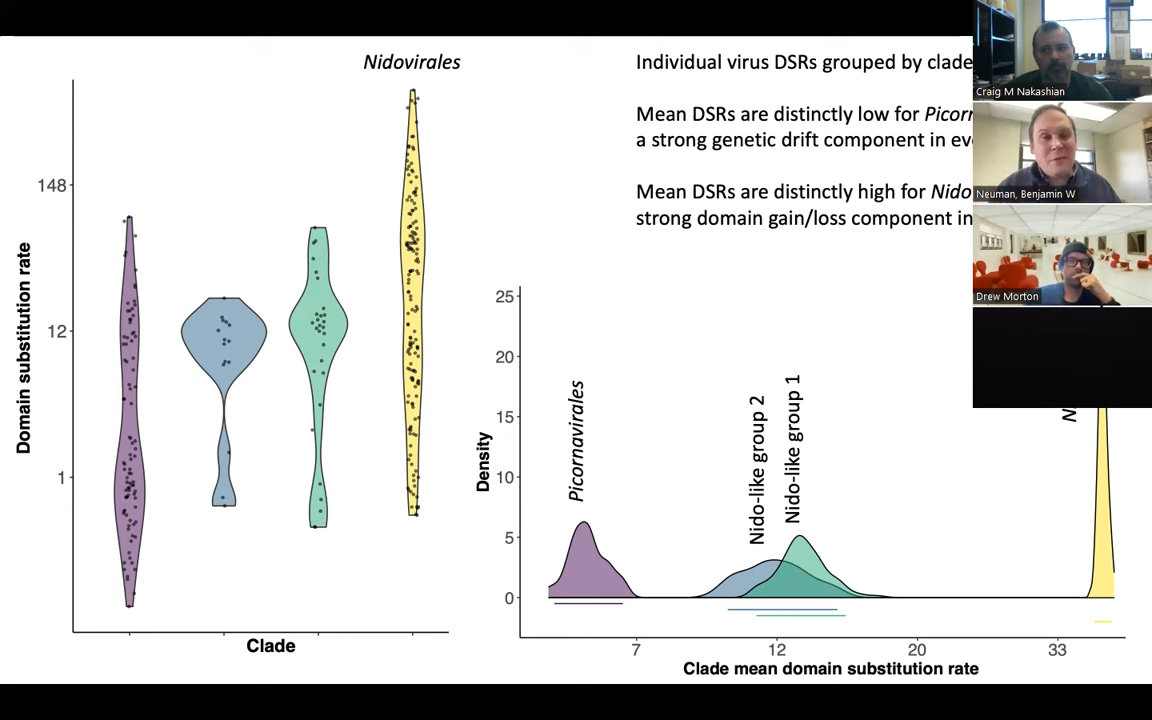 Nidovirales
Individual virus DSRs grouped by clade
Mean DSRs are distinctly low for
a strong genetic drift component in
Mean DSRs are distinctly high for
strong domain gain/loss component in
Craig M Nakashian
Neuman, Benjamin W
Drew Morton
148
12
1
Domain substitution rate
Clade
25
20
15
10
5
0
Density
Picornavirales
Nido-like group 2
Nido-like group 1
7
12
20
33
Clade mean domain substitution rate